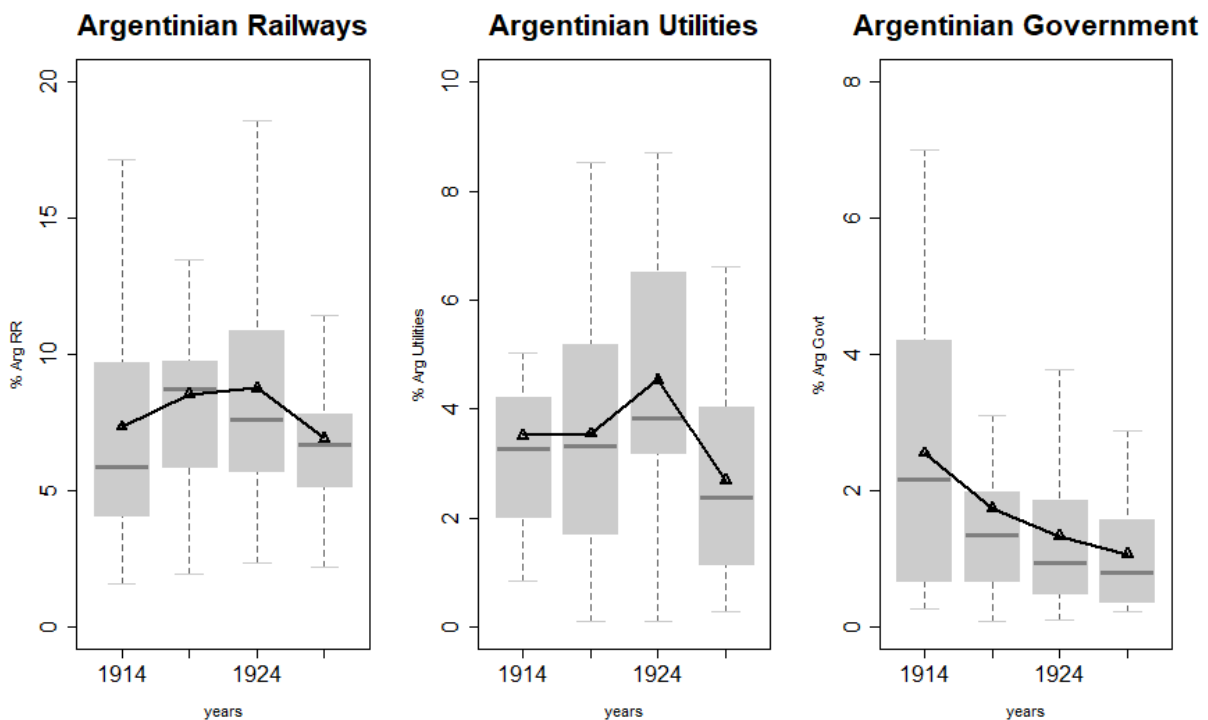 Argentinian Railways
% Arg RR
20
15
10
5
0
1914 1924
years
Argentinian Utilities
% Arg Utilities
10
8
6
4
2
0
1914 1924
years
Argentinian Government
% Arg Govt
8
6
4
2
0
1914 1924
years